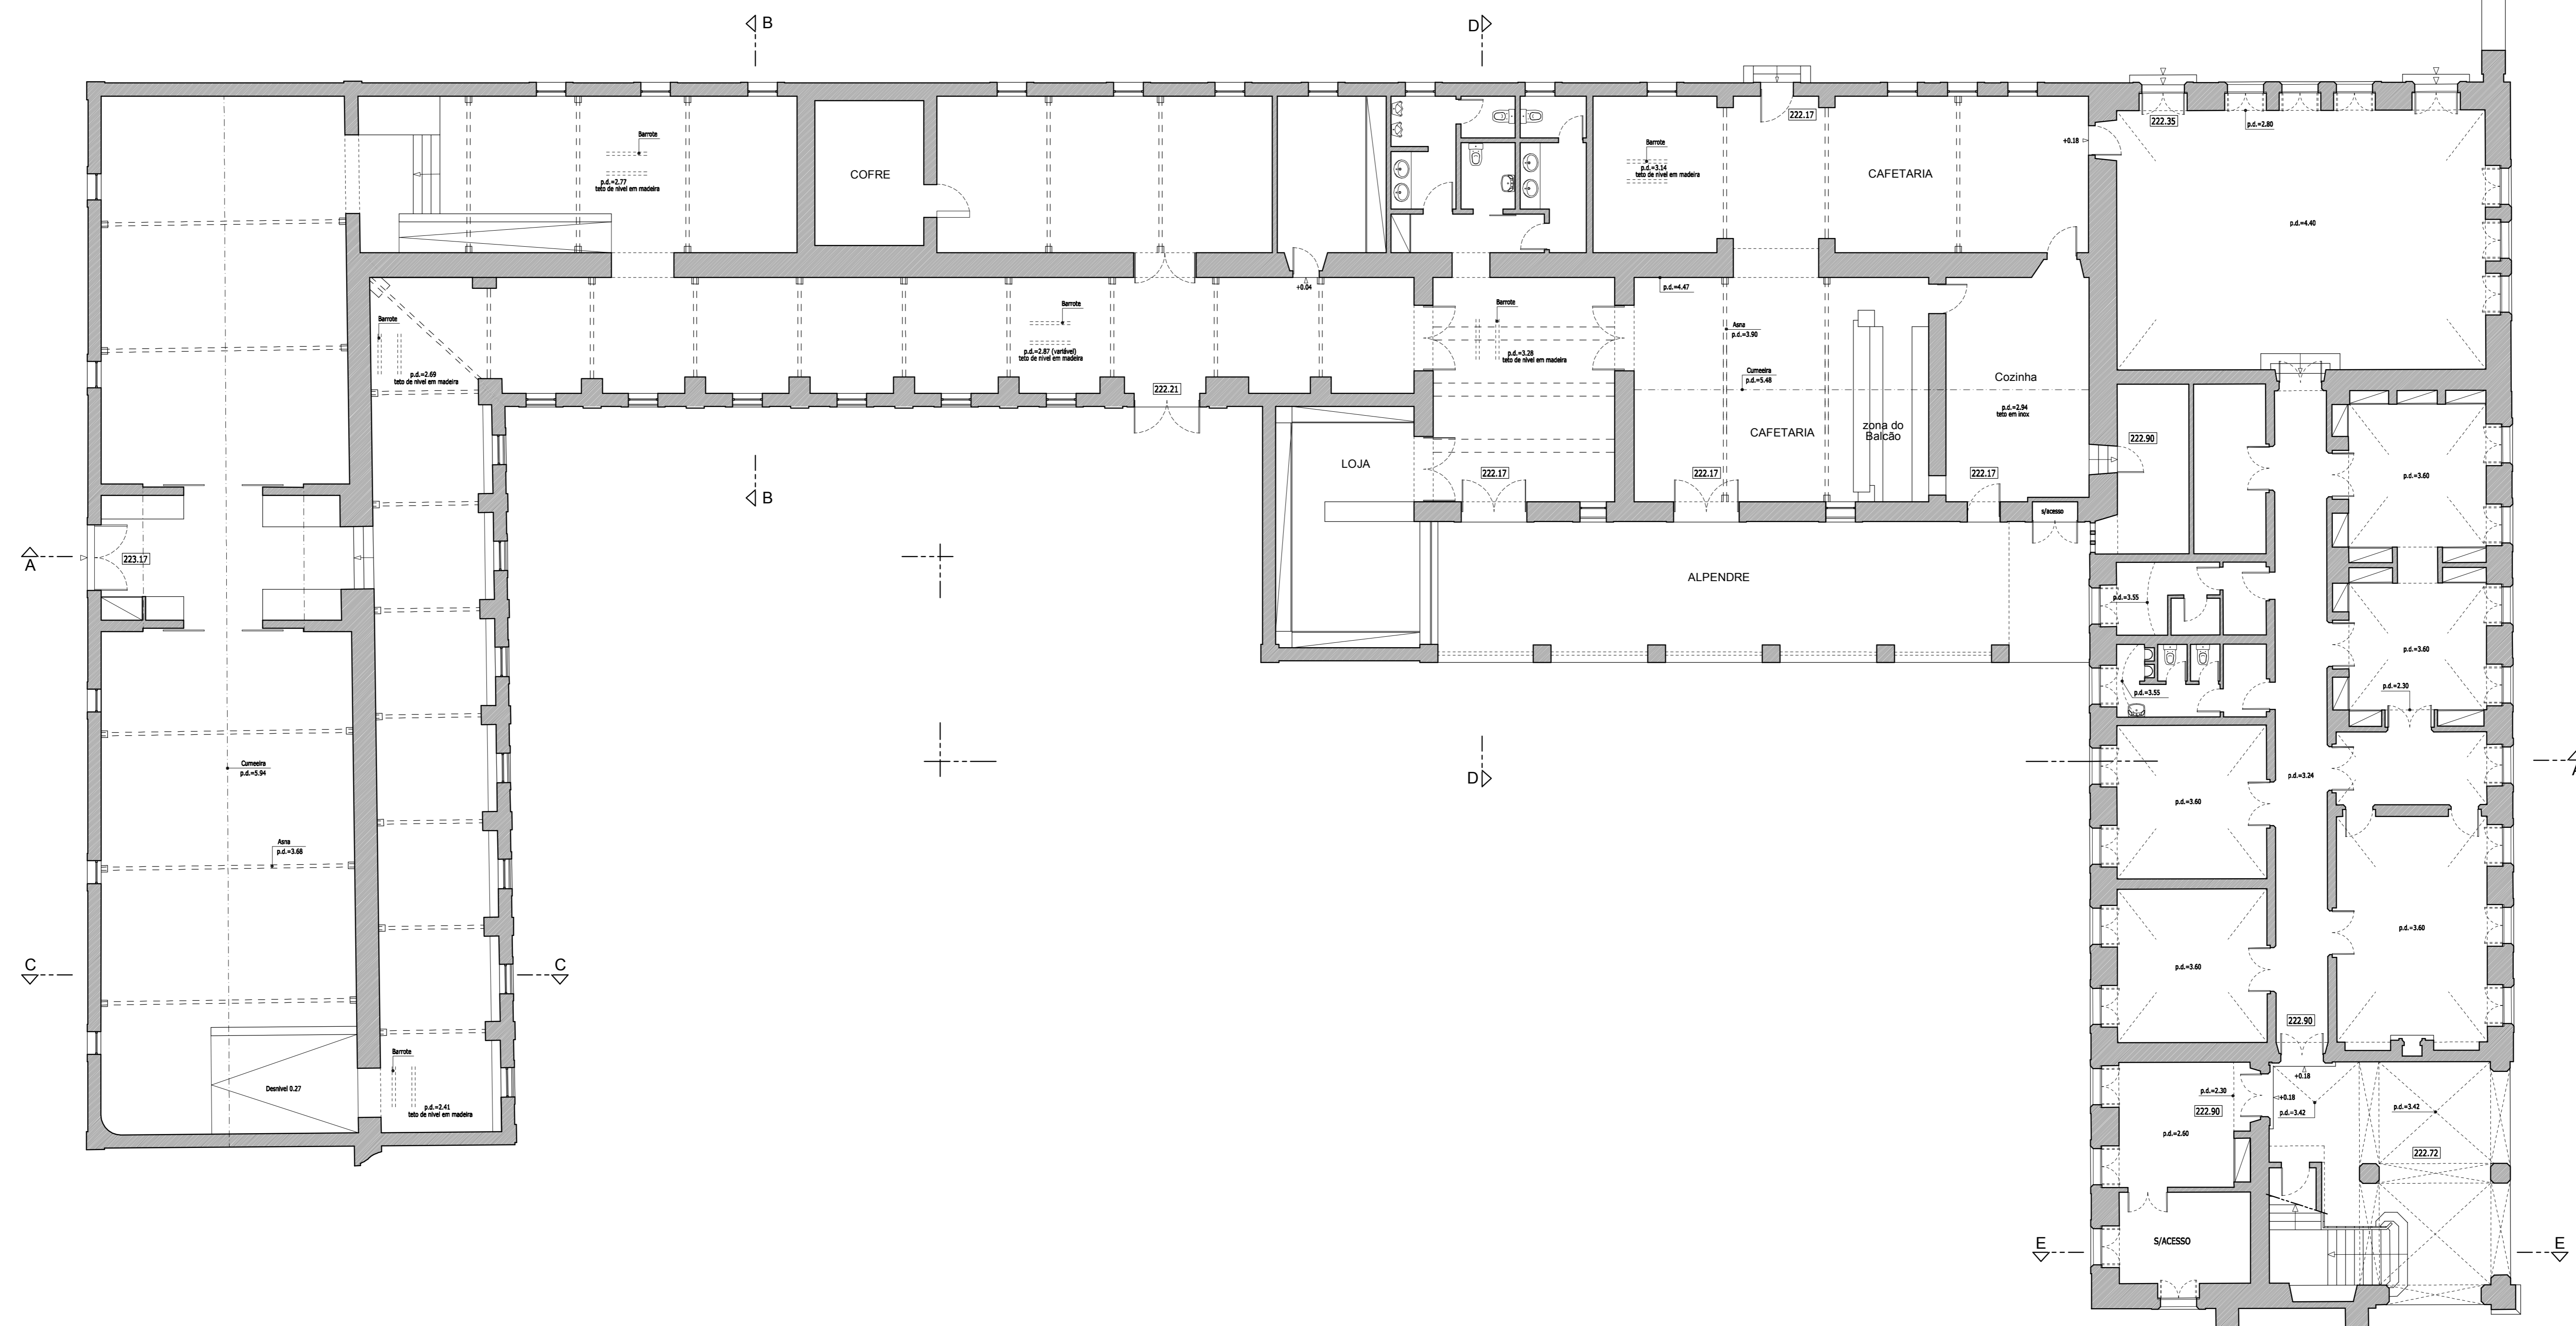 B
D
Barrote
p.d.=2.77
teto de nível em madeira
COFRE
Barrote
p.d.=3.14
teto de nível em madeira
222.17
CAFETARIA
+0.18
222.35
p.d.=2.80
p.d.=4.40
Barrote
p.d.=2.69
teto de nível em madeira
Barrote
p.d.=2.87 (variável)
teto de nível em madeira
222.21
+0.04
Barrote
p.d.=3.28
teto de nível em madeira
p.d.=4.47
Asna
p.d.=3.90
Cumeeira
p.d.=5.48
CAFETARIA
zona do
Balcão
Cozinha
p.d.=2.94
teto em inox
222.90
LOJA
222.17
222.17
222.17
s/acesso
p.d.=3.60
B
A
223.17
ALPENDRE
p.d.=3.55
p.d.=3.60
p.d.=3.55
p.d.=2.30
D
Cumeeira
p.d.=5.94
p.d.=3.24
A
p.d.=3.60
Asna
p.d.=3.68
p.d.=3.60
C
C
p.d.=3.60
222.90
Barrote
Desnível 0.27
p.d.=2.41
teto de nível em madeira
+0.18
p.d.=2.30
222.90
+0.18
p.d.=3.42
p.d.=3.42
p.d.=2.60
222.72
S/ACESSO
E
E